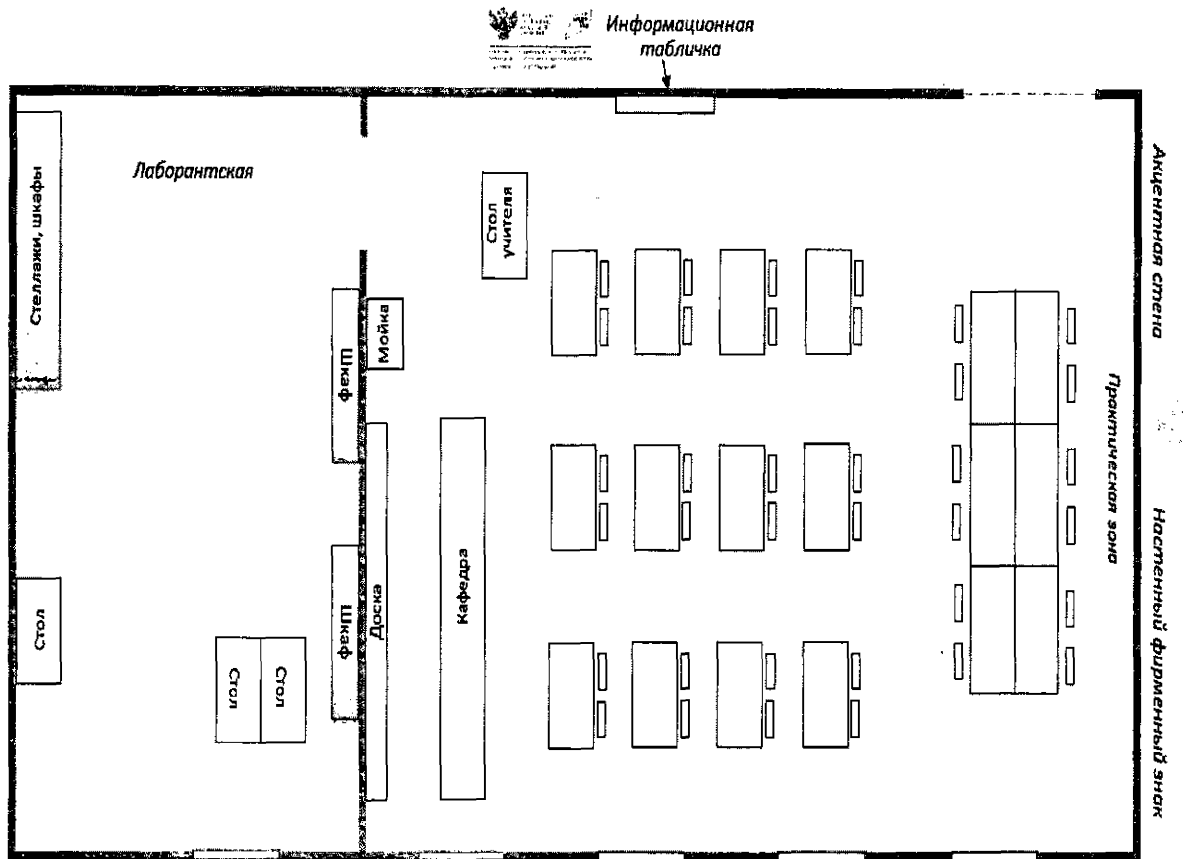 Информационная
табличка
Лаборантская
Стеллажи, шкафы
Стол
учителя
Мойка
Шкаф
Шкаф
Доска
Кафедра
Стол
Стол
Стол
Практическая зона
Акцентная стена
Настенный фирменный знак